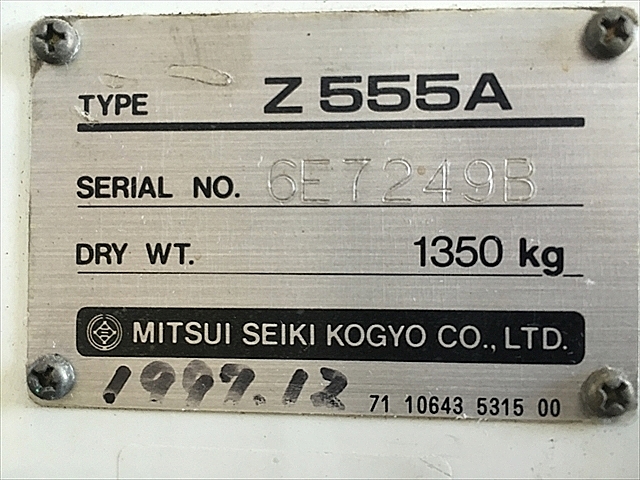 TYPE Z 555A
SERIAL NO. 6E7249B
DRY WT. 1350 kg
MITSUI SEIKI KOGYO CO., LTD.
1997.12 71 10643 5315 00